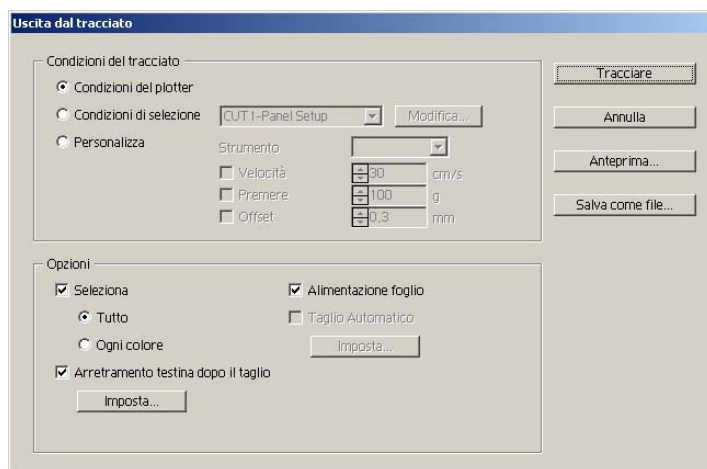 Uscita dal tracciato
Condizioni del tracciato
Condizioni del plotter
Condizioni di selezione CUT1-Panel Setup Modifica...
Personalizza
Strumento
Velocità 30 cm/s
Premere 100 g
Offset 0,3 mm
Tracciare
Annulla
Anteprima...
Salva come file...
Opzioni
Seleziona
Tutto
Ogni colore
Arretramento testina dopo il taglio
Imposta...
Alimentazione foglio
Taglio Automatico
Imposta...